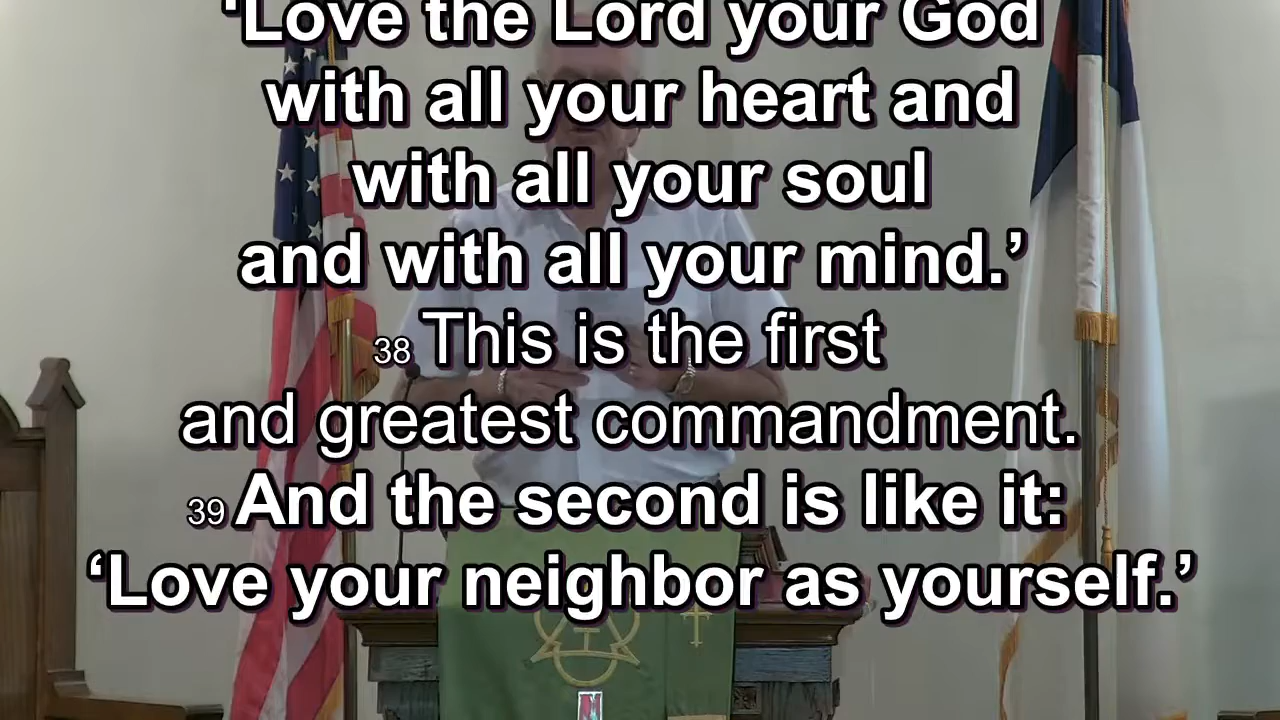 ‘Love the Lord your God
with all your heart and
with all your soul
and with all your mind.’
38 This is the first
and greatest commandment.
39 And the second is like it:
‘Love your neighbor as yourself.’